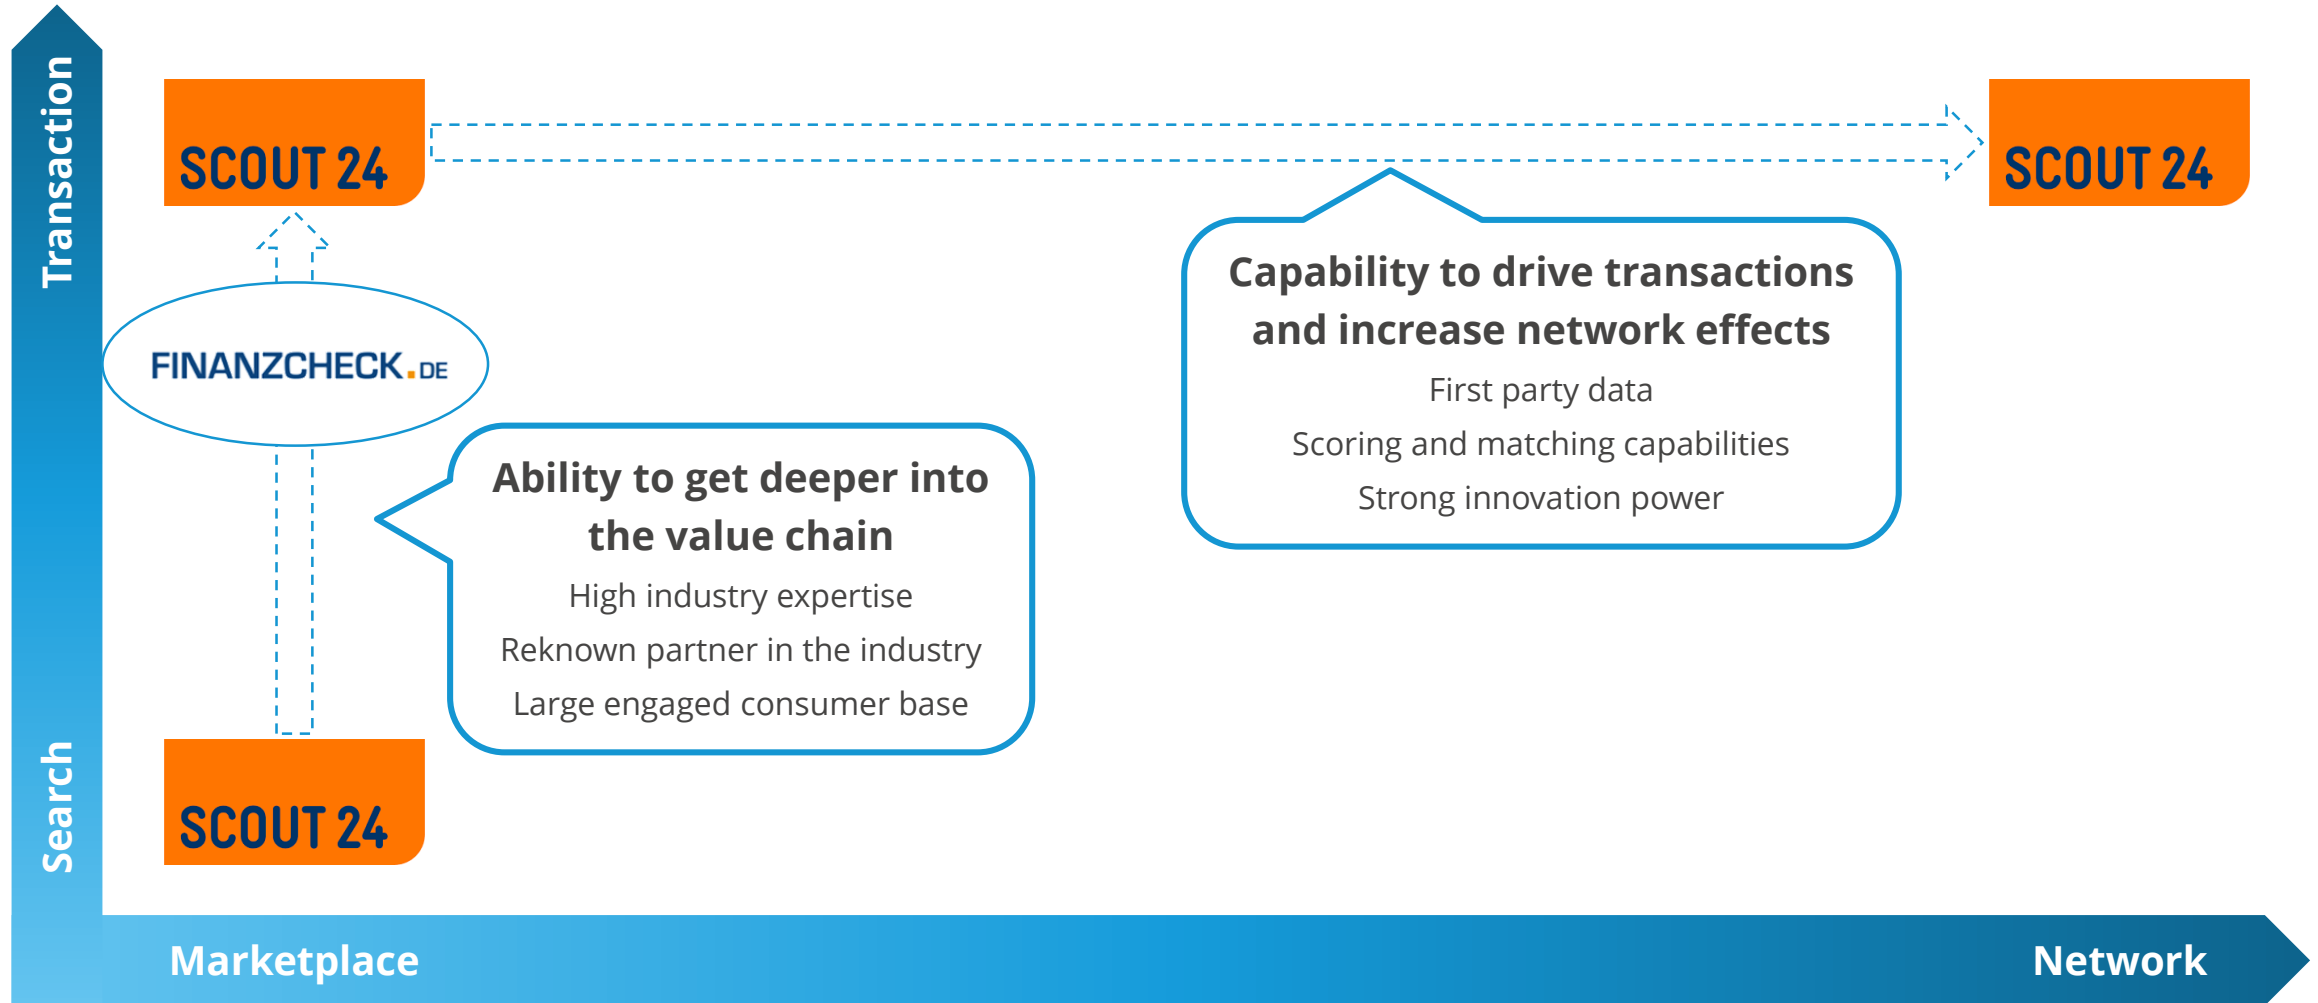 Transaction
SCOUT 24
SCOUT 24
Capability to drive transactions
and increase network effects
First party data
Scoring and matching capabilities
Strong innovation power
FINANZCHECK.DE
Ability to get deeper into
the value chain
High industry expertise
Reknown partner in the industry
Large engaged consumer base
Search
SCOUT 24
Marketplace
Network